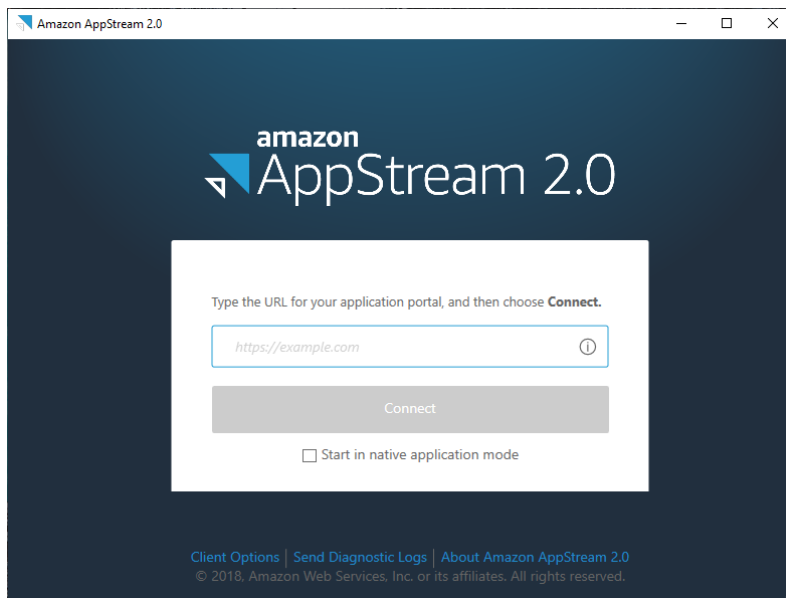 Amazon AppStream 2.0
amazon
AppStream 2.0
Type the URL for your application portal, and then choose Connect.
https://example.com
Connect
Start in native application mode
Client Options | Send Diagnostic Logs | About Amazon AppStream 2.0
© 2018, Amazon Web Services, Inc. or its affiliates. All rights reserved.